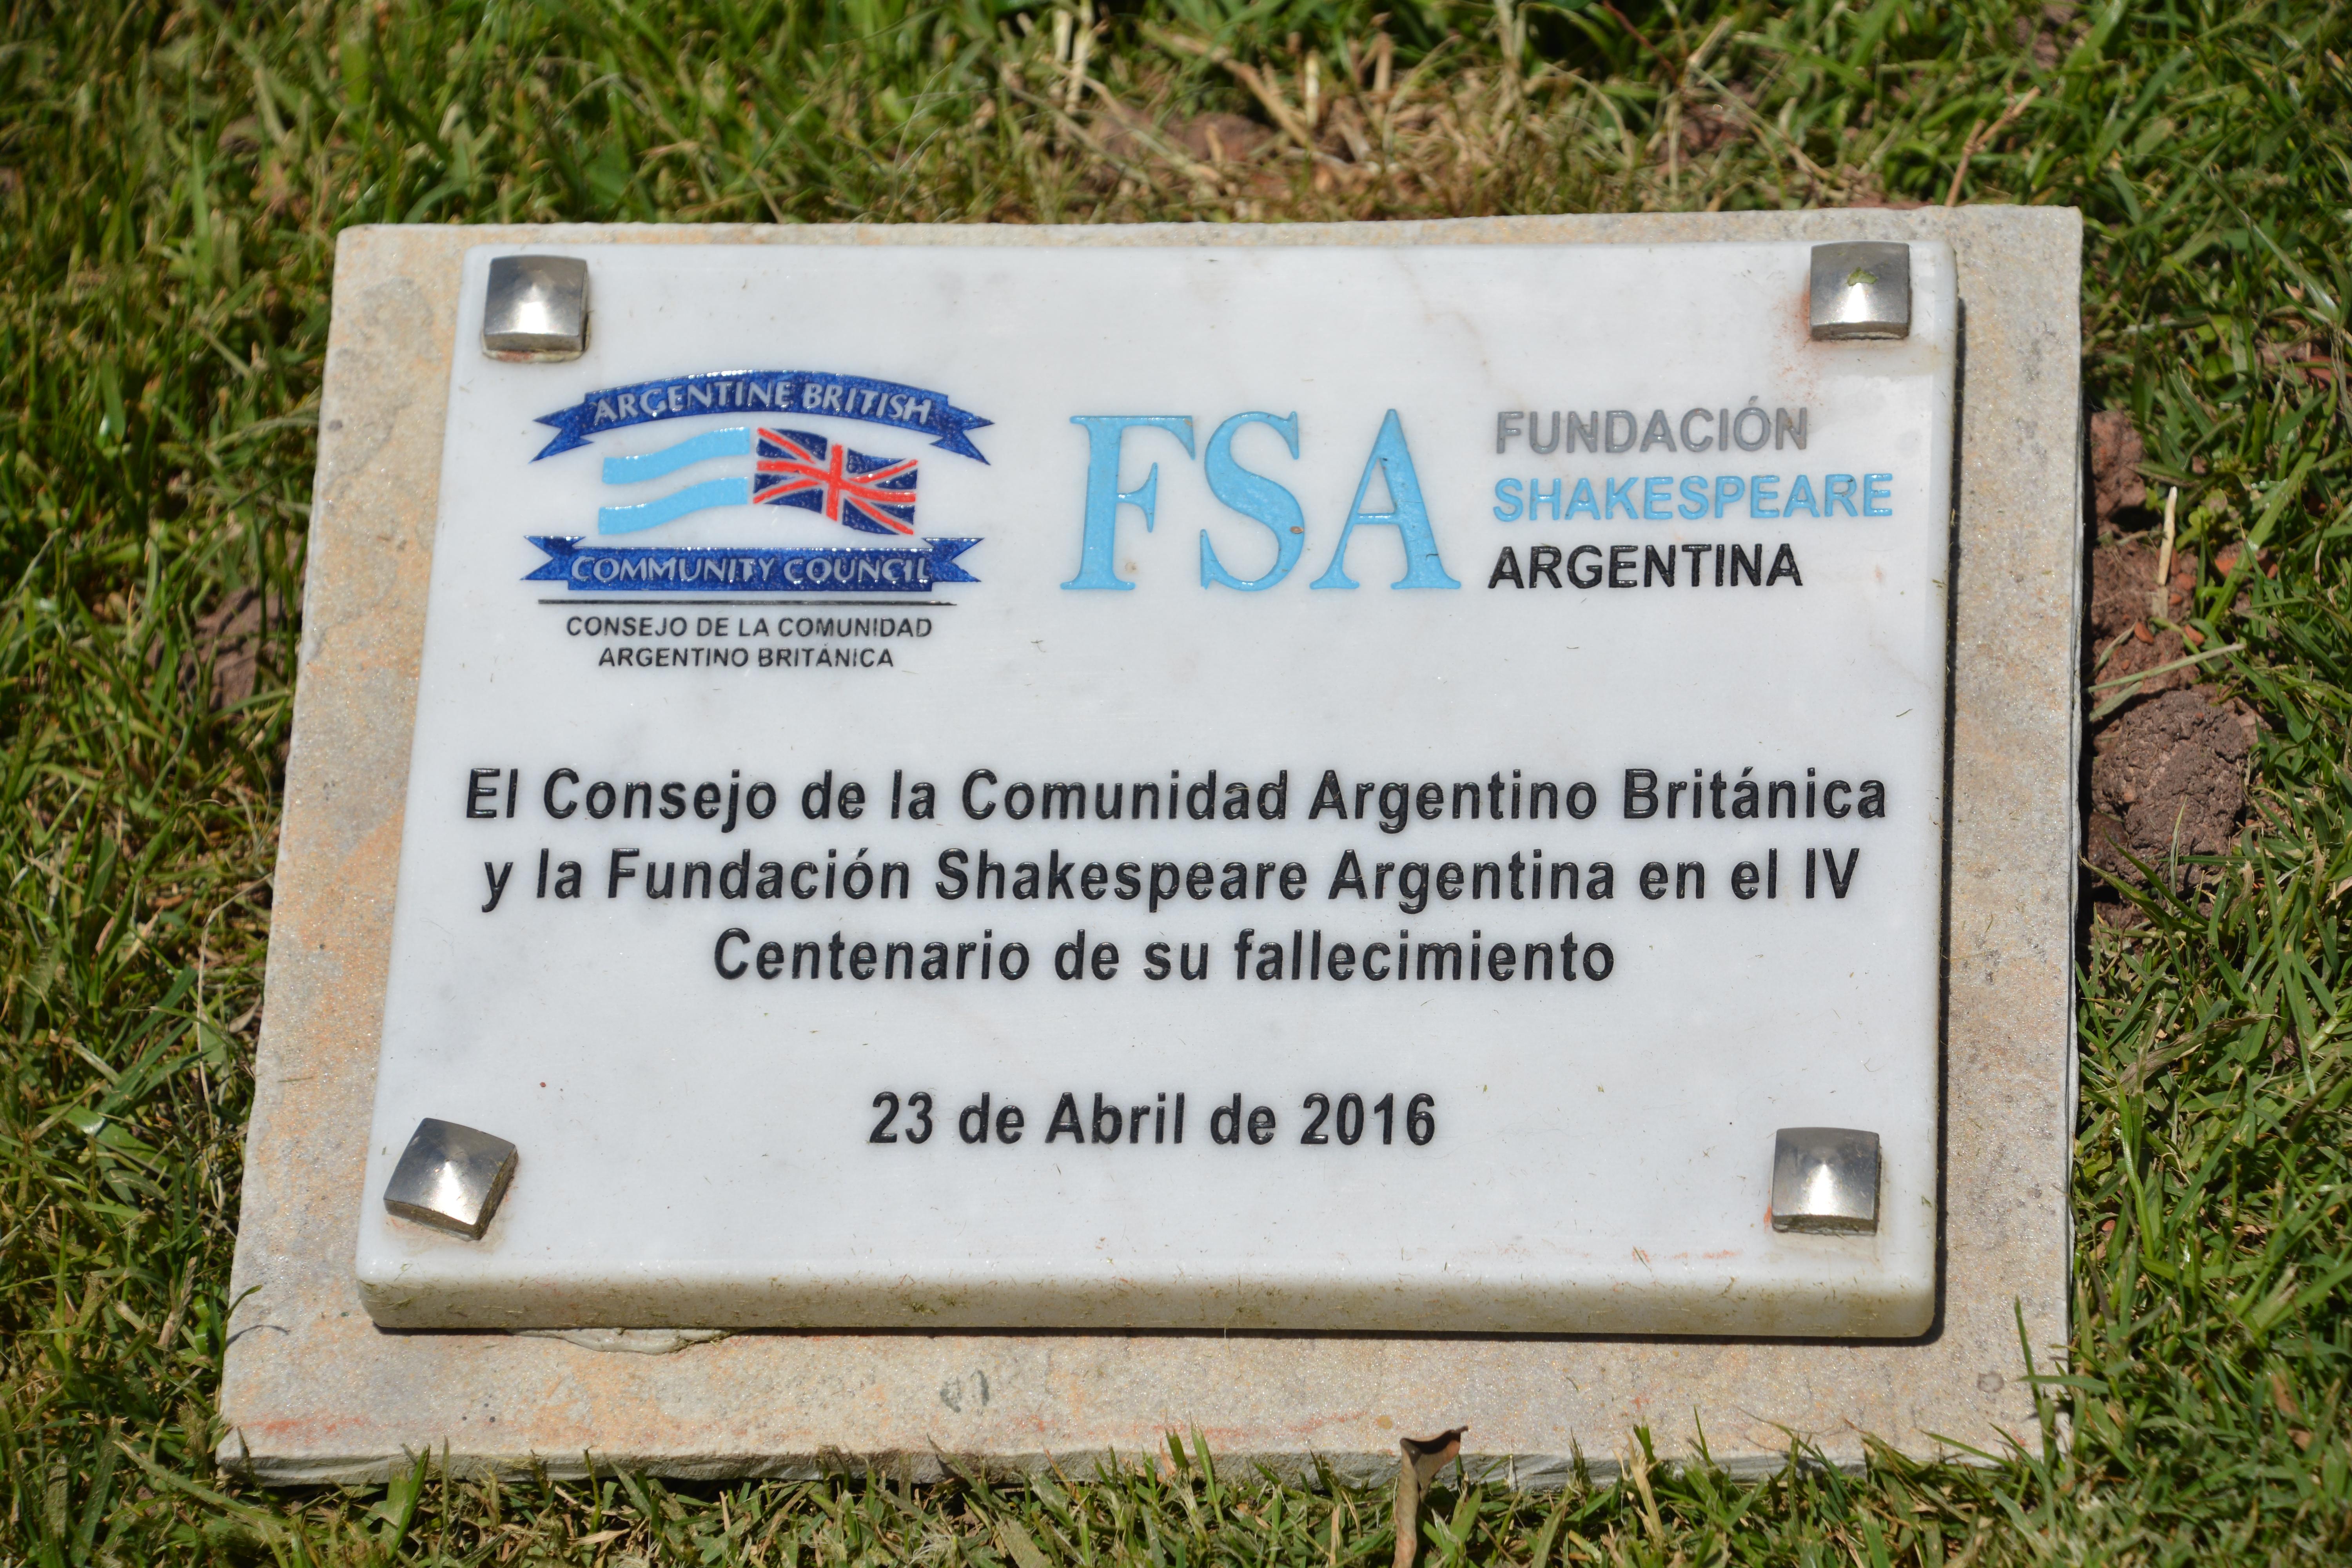 ARGENTINE BRITISH
COMMUNITY COUNCIL
CONSEJO DE LA COMUNIDAD
ARGENTINO BRITÁNICA
FSA
FUNDACIÓN
SHAKESPEARE
ARGENTINA
El Consejo de la Comunidad Argentino Británica
y la Fundación Shakespeare Argentina en el IV
Centenario de su fallecimiento
23 de Abril de 2016